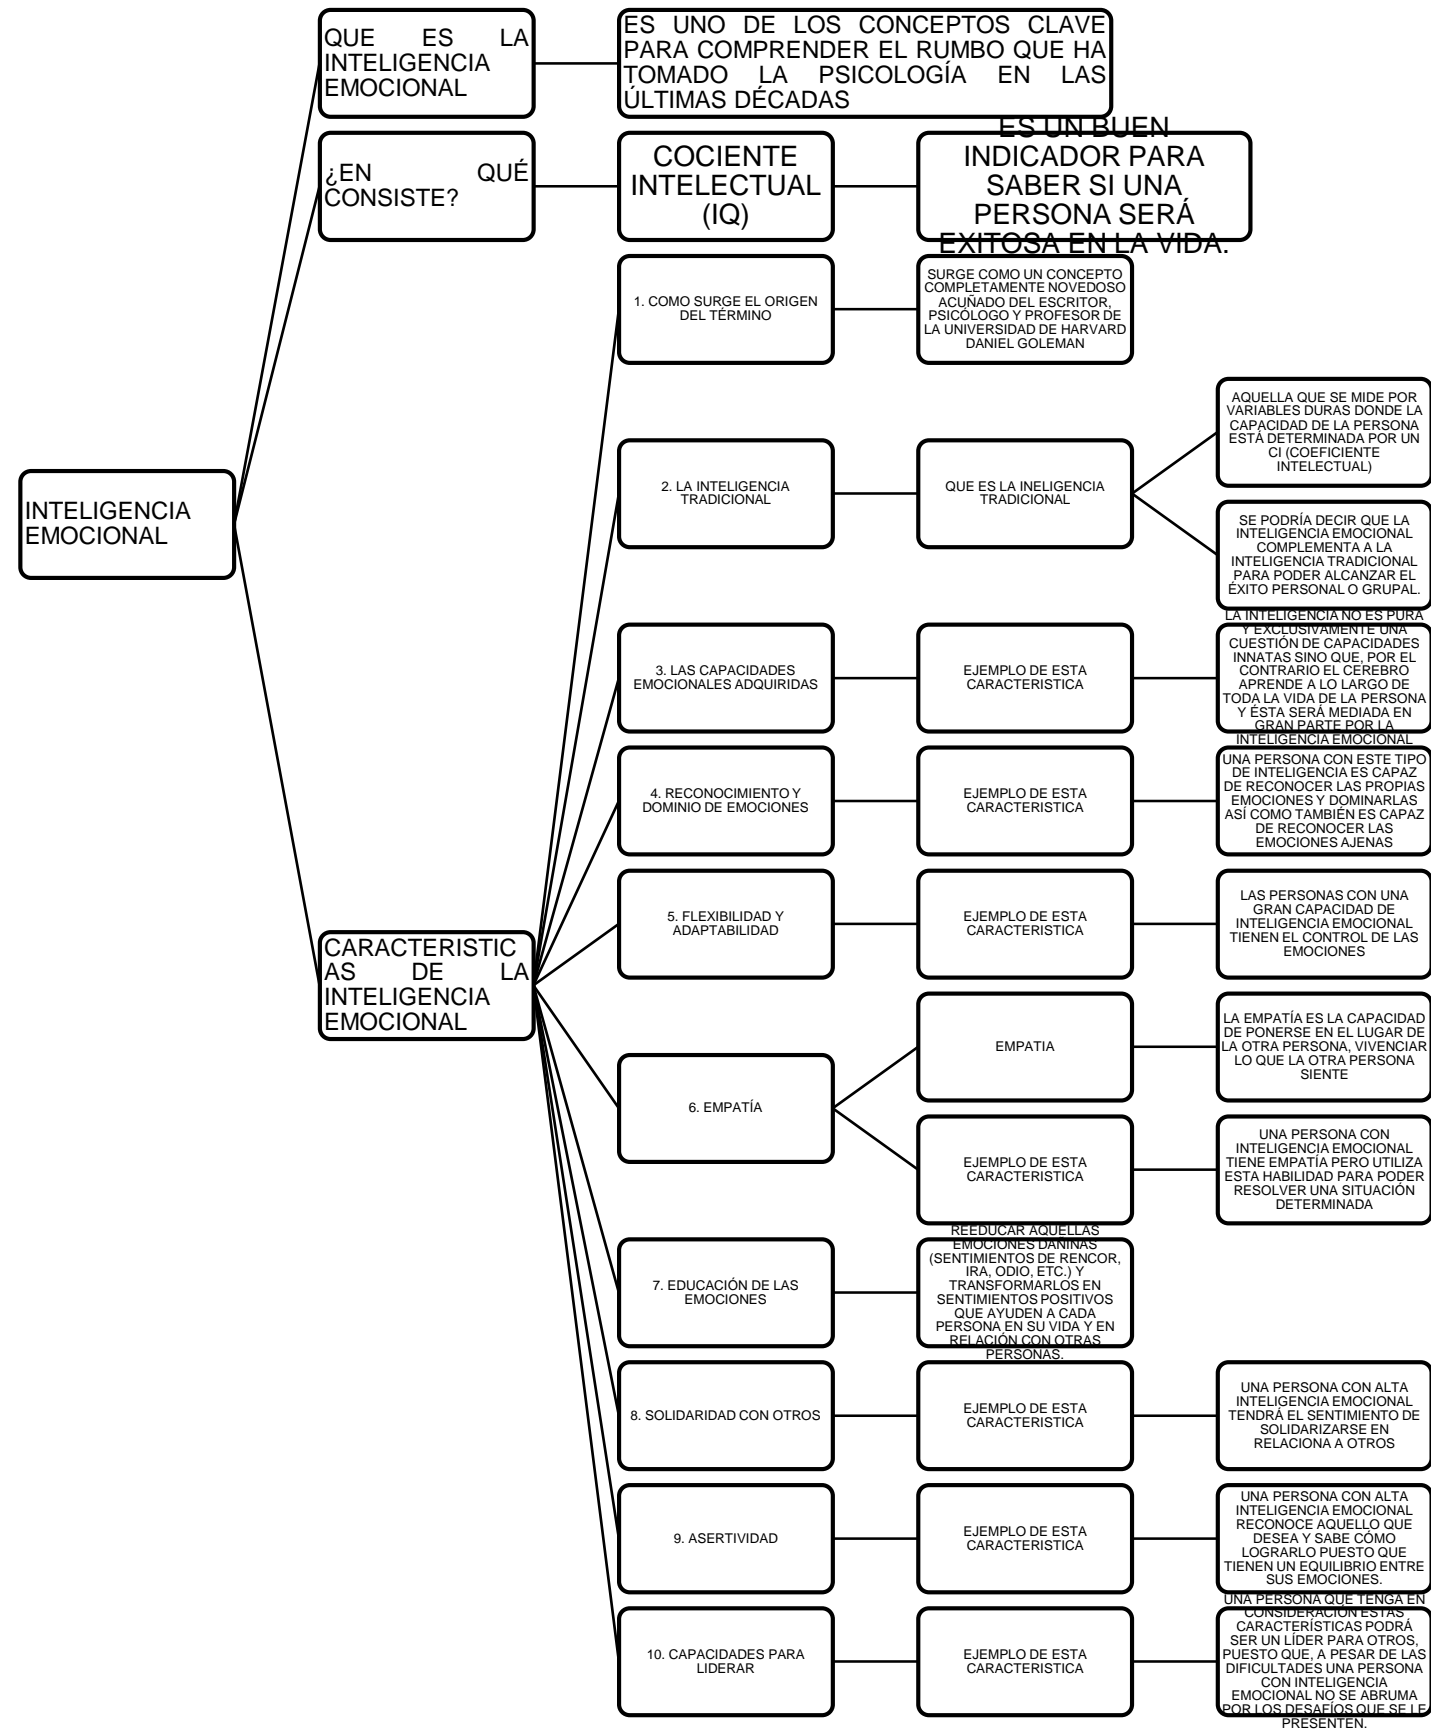 QUE ES LA
INTELIGENCIA
EMOCIONAL
ES UNO DE LOS CONCEPTOS CLAVE
PARA COMPRENDER EL RUMBO QUE HA
TOMADO LA PSICOLOGÍA EN LAS
ÚLTIMAS DÉCADAS
¿EN QUÉ
CONSISTE?
COCIENTE
INTELECTUAL
(IQ)
ES UN BUEN
INDICADOR PARA
SABER SI UNA
PERSONA SERÁ
EXITOSA EN LA VIDA.
INTELIGENCIA
EMOCIONAL
CARACTERISTIC
AS DE LA
INTELIGENCIA
EMOCIONAL
1. COMO SURGE EL ORIGEN
DEL TÉRMINO
SURGE COMO UN CONCEPTO
COMPLETAMENTE NOVEDOSO
ACUÑADO DEL ESCRITOR,
PSICÓLOGO Y PROFESOR DE
LA UNIVERSIDAD DE HARVARD
DANIEL GOLEMAN
2. LA INTELIGENCIA
TRADICIONAL
QUE ES LA INELIGENCIA
TRADICIONAL
AQUELLA QUE SE MIDE POR
VARIABLES DURAS DONDE LA
CAPACIDAD DE LA PERSONA
ESTÁ DETERMINADA POR UN
CI (COEFICIENTE
INTELECTUAL)
SE PODRÍA DECIR QUE LA
INTELIGENCIA EMOCIONAL
COMPLEMENTA A LA
INTELIGENCIA TRADICIONAL
PARA PODER ALCANZAR EL
ÉXITO PERSONAL O GRUPAL.
3. LAS CAPACIDADES
EMOCIONALES ADQUIRIDAS
EJEMPLO DE ESTA
CARACTERISTICA
LA INTELIGENCIA NO ES PURA
Y EXCLUSIVAMENTE UNA
CUESTIÓN DE CAPACIDADES
INNATAS SINO QUE, POR EL
CONTRARIO EL CEREBRO
APRENDE A LO LARGO DE
TODA LA VIDA DE LA PERSONA
Y ÉSTA SERÁ MEDIADA EN
GRAN PARTE POR LA
INTELIGENCIA EMOCIONAL
4. RECONOCIMIENTO Y
DOMINIO DE EMOCIONES
EJEMPLO DE ESTA
CARACTERISTICA
UNA PERSONA CON ESTE TIPO
DE INTELIGENCIA ES CAPAZ
DE RECONOCER LAS PROPIAS
EMOCIONES Y DOMINARLAS
ASÍ COMO TAMBIÉN ES CAPAZ
DE RECONOCER LAS
EMOCIONES AJENAS
5. FLEXIBILIDAD Y
ADAPTABILIDAD
EJEMPLO DE ESTA
CARACTERISTICA
LAS PERSONAS CON UNA
GRAN CAPACIDAD DE
INTELIGENCIA EMOCIONAL
TIENEN EL CONTROL DE LAS
EMOCIONES
6. EMPATÍA
EMPATIA
LA EMPATÍA ES LA CAPACIDAD
DE PONERSE EN EL LUGAR DE
LA OTRA PERSONA, VIVENCIAR
LO QUE LA OTRA PERSONA
SIENTE
EJEMPLO DE ESTA
CARACTERISTICA
UNA PERSONA CON
INTELIGENCIA EMOCIONAL
TIENE EMPATÍA PERO UTILIZA
ESTA HABILIDAD PARA PODER
RESOLVER UNA SITUACIÓN
DETERMINADA
7. EDUCACIÓN DE LAS
EMOCIONES
REEDUCAR AQUELLAS
EMOCIONES DAÑINAS
(SENTIMIENTOS DE RENCOR,
IRA, ODIO, ETC.) Y
TRANSFORMARLOS EN
SENTIMIENTOS POSITIVOS
QUE AYUDEN A CADA
PERSONA EN SU VIDA Y EN
RELACIÓN CON OTRAS
PERSONAS.
8. SOLIDARIDAD CON OTROS
EJEMPLO DE ESTA
CARACTERISTICA
UNA PERSONA CON ALTA
INTELIGENCIA EMOCIONAL
TENDRÁ EL SENTIMIENTO DE
SOLIDARIZARSE EN
RELACIONA A OTROS
9. ASERTIVIDAD
EJEMPLO DE ESTA
CARACTERISTICA
UNA PERSONA CON ALTA
INTELIGENCIA EMOCIONAL
RECONOCE AQUELLO QUE
DESEA Y SABE CÓMO
LOGRARLO PUESTO QUE
TIENEN UN EQUILIBRIO ENTRE
SUS EMOCIONES.
10. CAPACIDADES PARA
LIDERAR
EJEMPLO DE ESTA
CARACTERISTICA
UNA PERSONA QUE TENGA EN
CONSIDERACIÓN ESTAS
CARACTERÍSTICAS PODRÁ
SER UN LÍDER PARA OTROS,
PUESTO QUE, A PESAR DE LAS
DIFICULTADES UNA PERSONA
CON INTELIGENCIA
EMOCIONAL NO SE ABRUMA
POR LOS DESAFÍOS QUE SE LE
PRESENTEN.